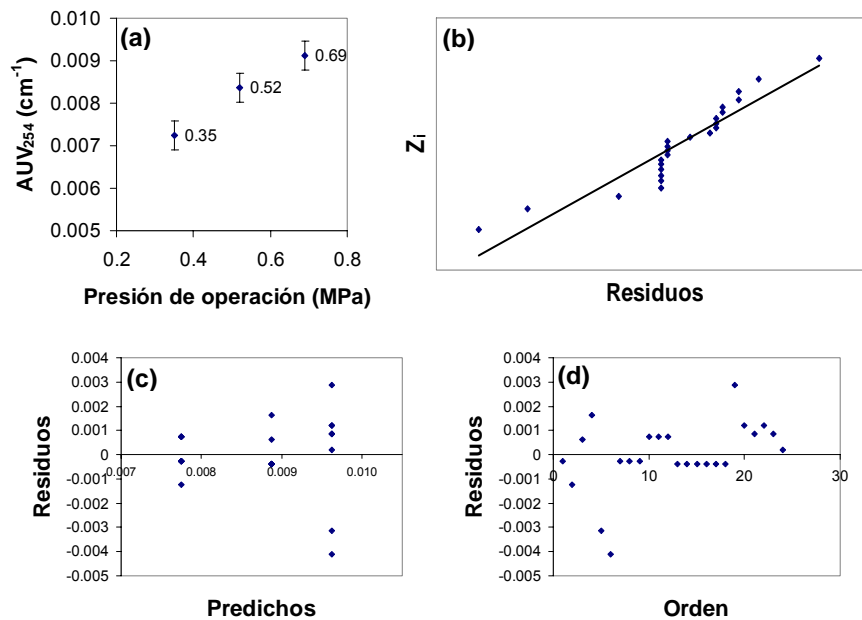 (a)
AUV254 (cm-1)
0.010
0.009
0.008
0.007
0.006
0.005
0.35
0.52
0.69
0.2 0.4 0.6 0.8
Presión de operación (MPa)
(b)
Zi
Residuos
(c)
Residuos
0.004
0.003
0.002
0.001
0
-0.001
-0.002
-0.003
-0.004
-0.005
0.007 0.008 0.009 0.010
Predichos
(d)
Residuos
0.004
0.003
0.002
0.001
0
-0.001
-0.002
-0.003
-0.004
-0.005
0 10 20 30
Orden